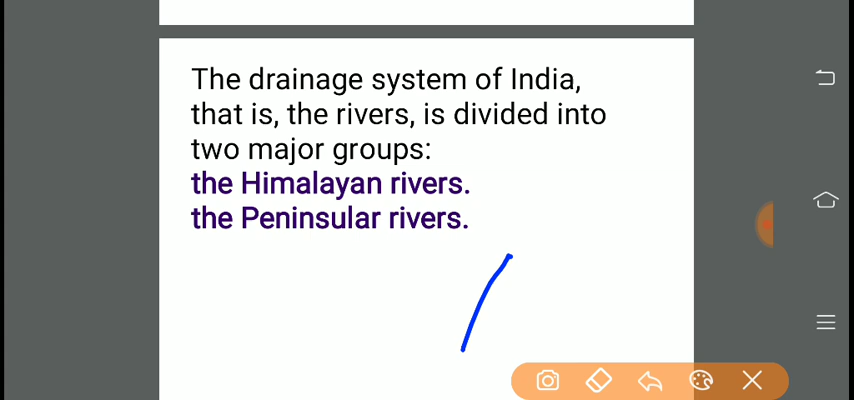 The drainage system of India,
that is, the rivers, is divided into
two major groups:
the Himalayan rivers.
the Peninsular rivers.